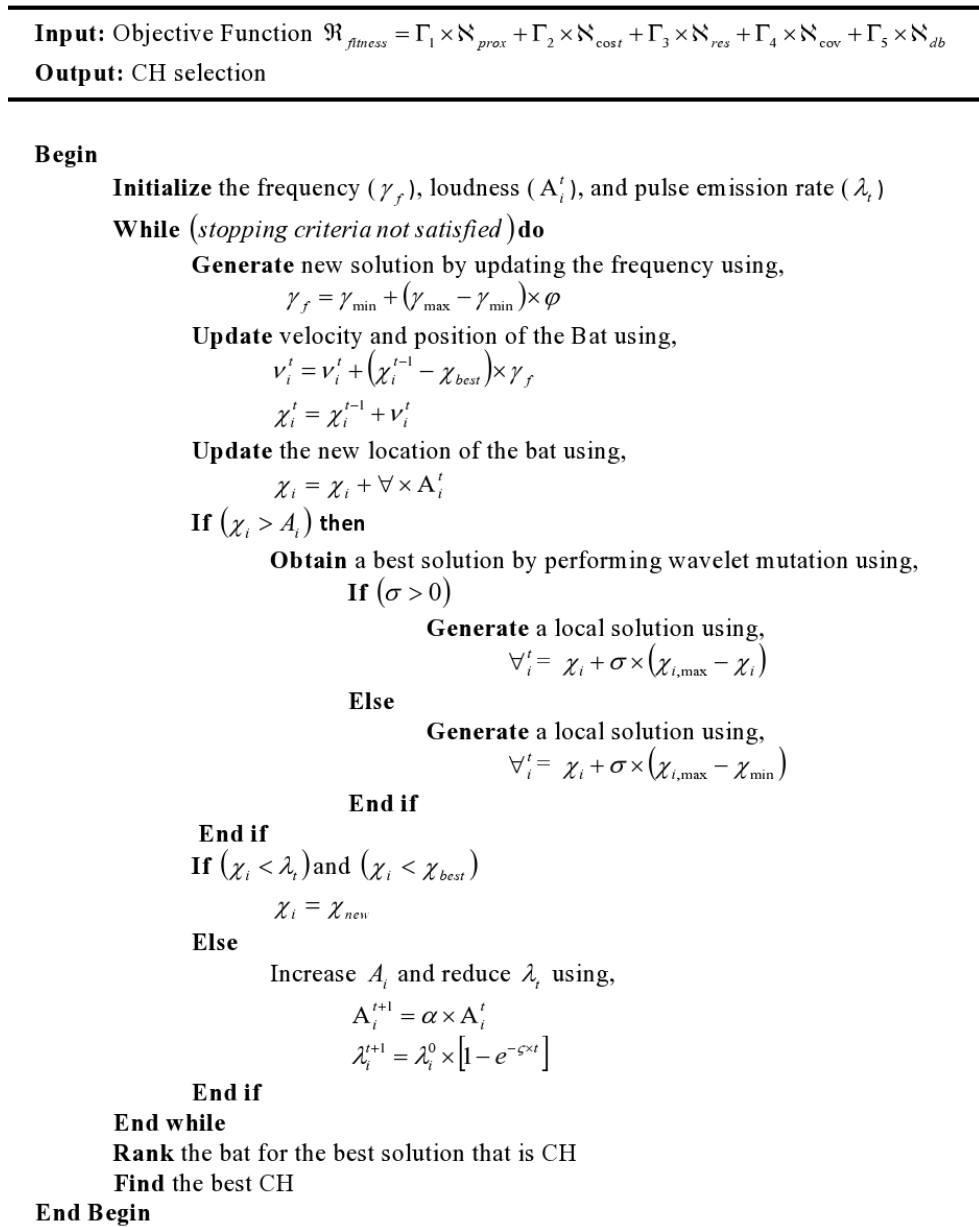 Input: Objective Function ℜ_fitness = Γ₁ × ℵ_prox + Γ₂ × ℵ_cost + Γ₃ × ℵ_res + Γ₄ × ℵ_cov + Γ₅ × ℵ_db
Output: CH selection
Begin
Initialize the frequency (γ_f), loudness (A_i^t), and pulse emission rate (λ_t)
While (stopping criteria not satisfied) do
Generate new solution by updating the frequency using,
γ_f = γ_min + (γ_max − γ_min) × φ
Update velocity and position of the Bat using,
ν_i^t = ν_i^t + (χ_i^{t−1} − χ_best) × γ_f
χ_i^t = χ_i^{t−1} + ν_i^t
Update the new location of the bat using,
χ_i = χ_i + ∀ × A_i^t
If (χ_i > A_i) then
Obtain a best solution by performing wavelet mutation using,
If (σ > 0)
Generate a local solution using,
∀_i^t = χ_i + σ × (χ_{i,max} − χ_i)
Else
Generate a local solution using,
∀_i^t = χ_i + σ × (χ_{i,max} − χ_min)
End if
End if
If (χ_i < λ_t) and (χ_i < χ_best)
χ_i = χ_new
Else
Increase A_i and reduce λ_t using,
A_i^{t+1} = α × A_i^t
λ_i^{t+1} = λ_i^0 × [1 − e^{−ς×t}]
End if
End while
Rank the bat for the best solution that is CH
Find the best CH
End Begin